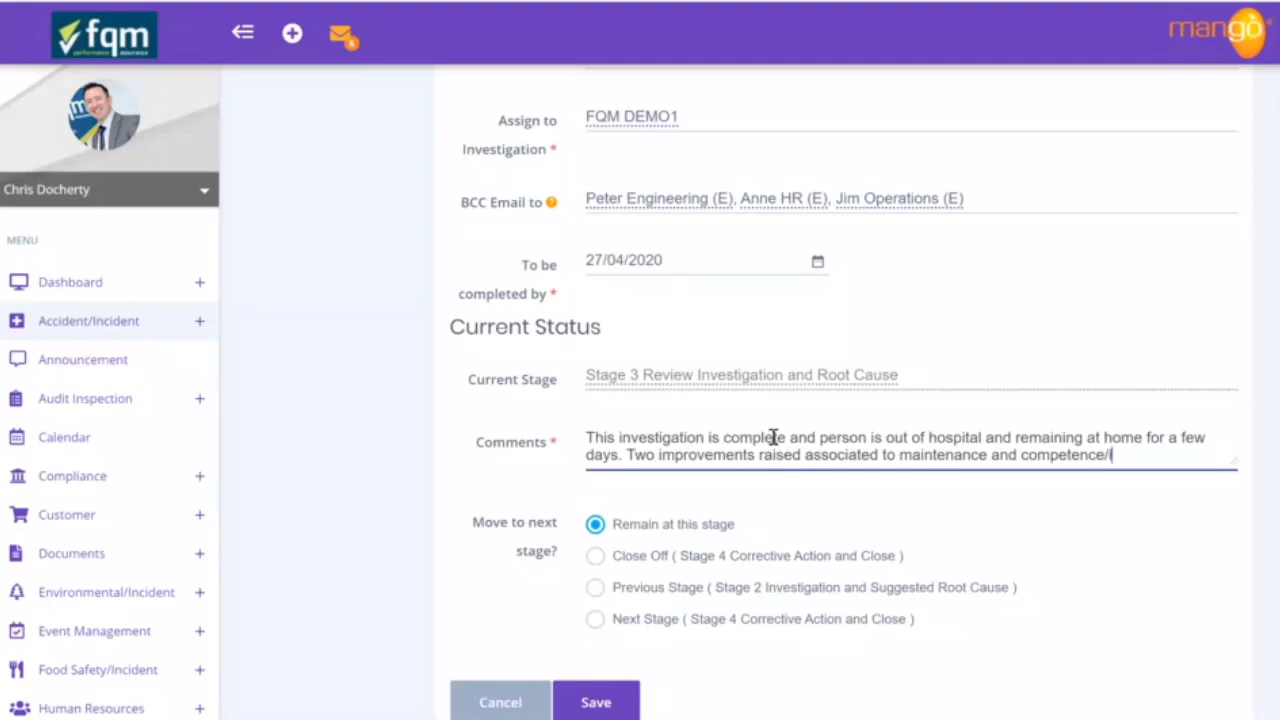 fqm
performance assurance
6
mango
Assign to
Investigation *
FQM DEMO1
BCC Email to
Peter Engineering (E), Anne HR (E), Jim Operations (E)
To be
completed by *
27/04/2020
Current Status
Current Stage
Stage 3 Review Investigation and Root Cause
Comments *
This investigation is complete and person is out of hospital and remaining at home for a few
days. Two improvements raised associated to maintenance and competence/l
Move to next
stage?
Remain at this stage
Close Off ( Stage 4 Corrective Action and Close )
Previous Stage ( Stage 2 Investigation and Suggested Root Cause )
Next Stage ( Stage 4 Corrective Action and Close )
Cancel
Save
Chris Docherty
MENU
Dashboard +
Accident/Incident +
Announcement
Audit Inspection +
Calendar
Compliance +
Customer +
Documents +
Environmental/Incident +
Event Management +
Food Safety/Incident +
Human Resources +